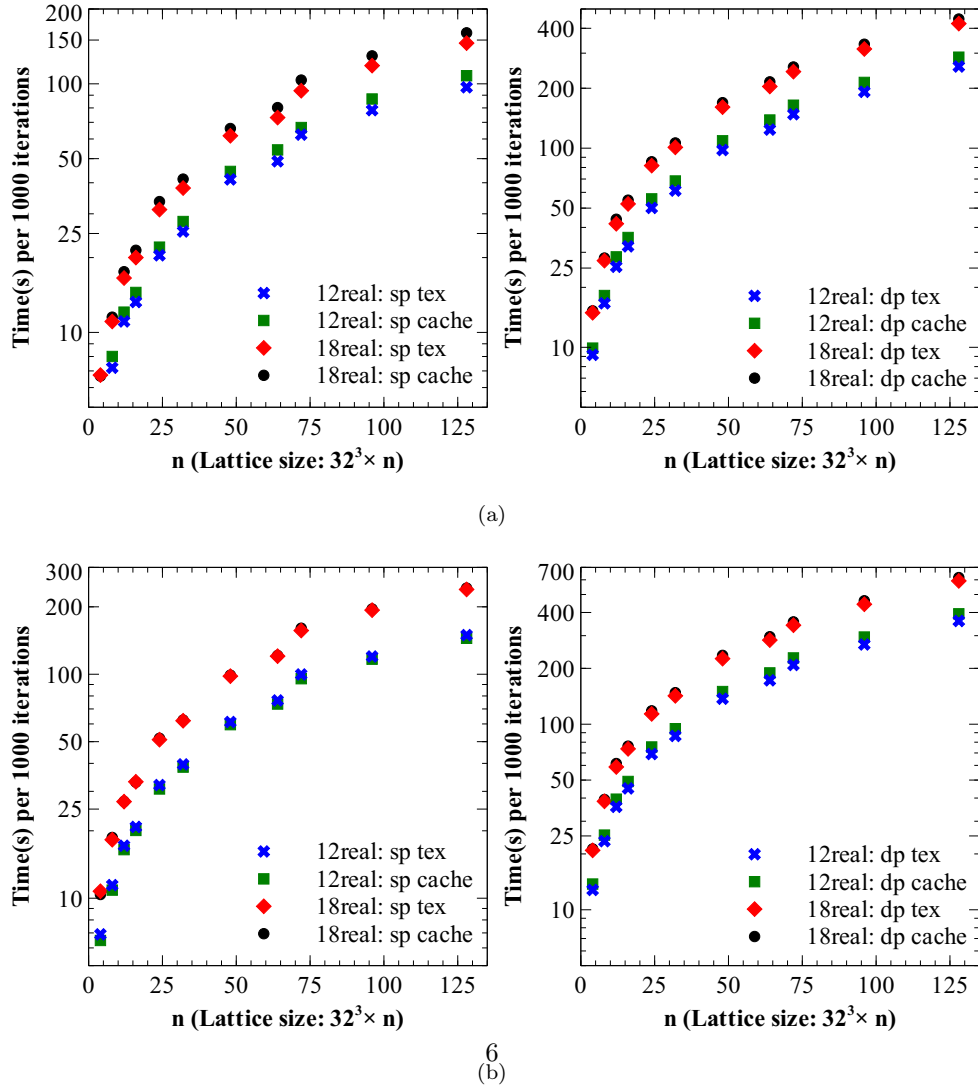 200
150
100
50
25
10
Time(s) per 1000 iterations
12real: sp tex
12real: sp cache
18real: sp tex
18real: sp cache
0 25 50 75 100 125
n (Lattice size: 32³× n)
400
200
100
50
25
10
Time(s) per 1000 iterations
12real: dp tex
12real: dp cache
18real: dp tex
18real: dp cache
0 25 50 75 100 125
n (Lattice size: 32³× n)
(a)
300
200
100
50
25
10
Time(s) per 1000 iterations
12real: sp tex
12real: sp cache
18real: sp tex
18real: sp cache
0 25 50 75 100 125
n (Lattice size: 32³× n)
700
400
200
100
50
25
10
Time(s) per 1000 iterations
12real: dp tex
12real: dp cache
18real: dp tex
18real: dp cache
0 25 50 75 100 125
n (Lattice size: 32³× n)
6
(b)